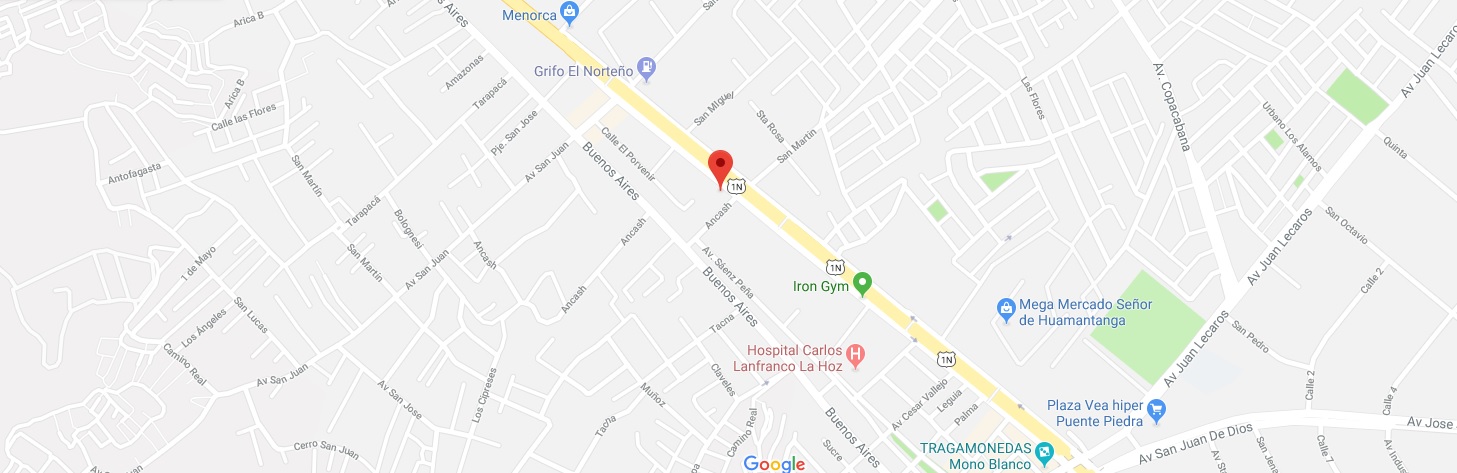 Arica B
Buenos Aires
Menorca
San
Av Juan Lecaros
Grifo El Norteño
Amazonas
Tarapacá
Arica B
Calle las Flores
Pje. San Jose
San MIguel
Sta Rosa
San Martin
Las Flores
Av. Copacabana
Urbano Los Alamos
Quinta
Antofagasta
San Martin
Av San Juan
Calle El Porvenir
Buenos Aires
1N
Tarapacá
Bolognesi
Ancash
Ancash
San Octavio
Av Juan Lecaros
1 de Mayo
San Martin
Av San Juan
Ancash
Av. Sáenz Peña
Buenos Aires
1N
Iron Gym
Calle 2
Ancash
Mega Mercado Señor
de Huamantanga
Los Ángeles
San Lucas
Tacna
Av Juan Lecaros
San Pedro
Camino Real
Av San Juan
Hospital Carlos
Lanfranco La Hoz
H
1N
Av Juan Lecaros
Los Cipreses
Av San Jose
Muñoz
Claveles
Av Cesar Vallejo
Leguia
Palma
Plaza Vea hiper
Puente Piedra
Calle 2
Calle 4
Tacna
Camino Real
Buenos Aires
Sucre
Cerro San Juan
Av San Juan De Dios
Av Jose
TRAGAMONEDAS
Mono Blanco
Calle 7
Google